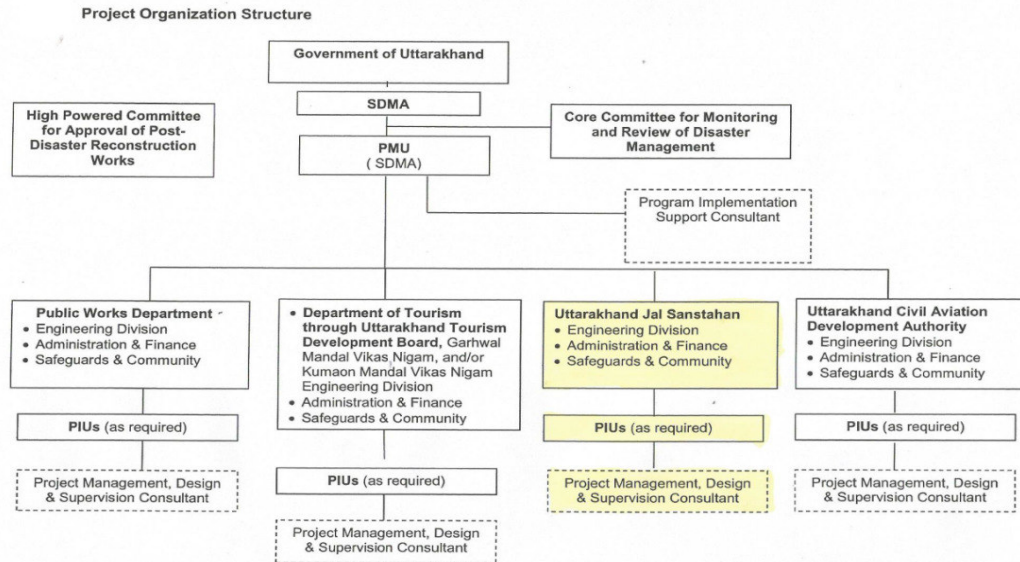 Project Organization Structure
Government of Uttarakhand
SDMA
High Powered Committee
for Approval of Post-
Disaster Reconstruction
Works
Core Committee for Monitoring
and Review of Disaster
Management
PMU
( SDMA)
Program Implementation
Support Consultant
Public Works Department
• Engineering Division
• Administration & Finance
• Safeguards & Community
• Department of Tourism
through Uttarakhand Tourism
Development Board, Garhwal
Mandal Vikas Nigam, and/or
Kumaon Mandal Vikas Nigam
Engineering Division
• Administration & Finance
• Safeguards & Community
Uttarakhand Jal Sanstahan
• Engineering Division
• Administration & Finance
• Safeguards & Community
Uttarakhand Civil Aviation
Development Authority
• Engineering Division
• Administration & Finance
• Safeguards & Community
PIUs (as required)
PIUs (as required)
PIUs (as required)
PIUs (as required)
Project Management, Design
& Supervision Consultant
Project Management, Design
& Supervision Consultant
Project Management, Design
& Supervision Consultant
Project Management, Design
& Supervision Consultant